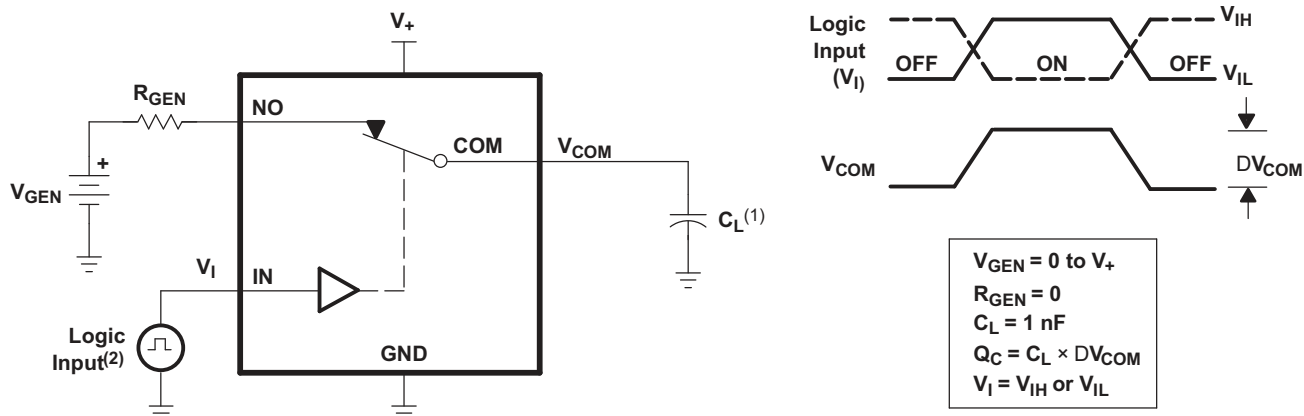 V+
RGEN
NO
COM
VCOM
VGEN
+
CL(1)
VI
IN
Logic
Input(2)
GND
Logic
Input
(VI)
OFF
ON
OFF
VIH
VIL
VCOM
DVCOM
VGEN = 0 to V+
RGEN = 0
CL = 1 nF
QC = CL × DVCOM
VI = VIH or VIL